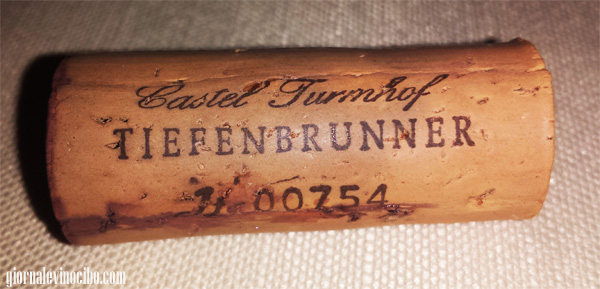 Castel Turmhof
TIEFENBRUNNER
00754
giornalevinocibo.com